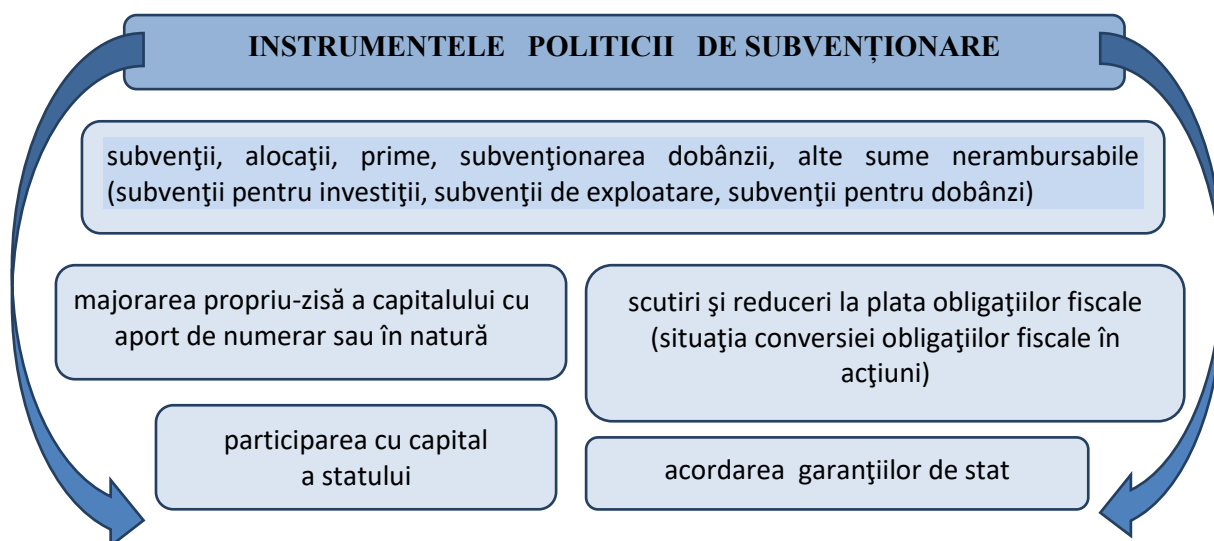 INSTRUMENTELE POLITICII DE SUBVENȚIONARE
subvenţii, alocaţii, prime, subvenţionarea dobânzii, alte sume nerambursabile
(subvenţii pentru investiţii, subvenţii de exploatare, subvenţii pentru dobânzi)
majorarea propriu-zisă a capitalului cu
aport de numerar sau în natură
scutiri şi reduceri la plata obligaţiilor fiscale
(situaţia conversiei obligaţiilor fiscale în
acţiuni)
participarea cu capital
a statului
acordarea garanţiilor de stat